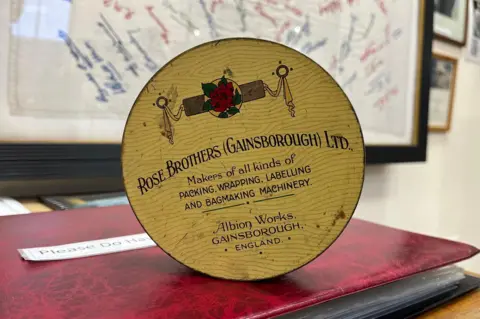 ROSE BROTHERS (GAINSBOROUGH) LTD.,
Makers of all kinds of
PACKING, WRAPPING, LABELLING
AND BAGMAKING MACHINERY.
Albion Works,
GAINSBOROUGH,
• ENGLAND. •
Please Do